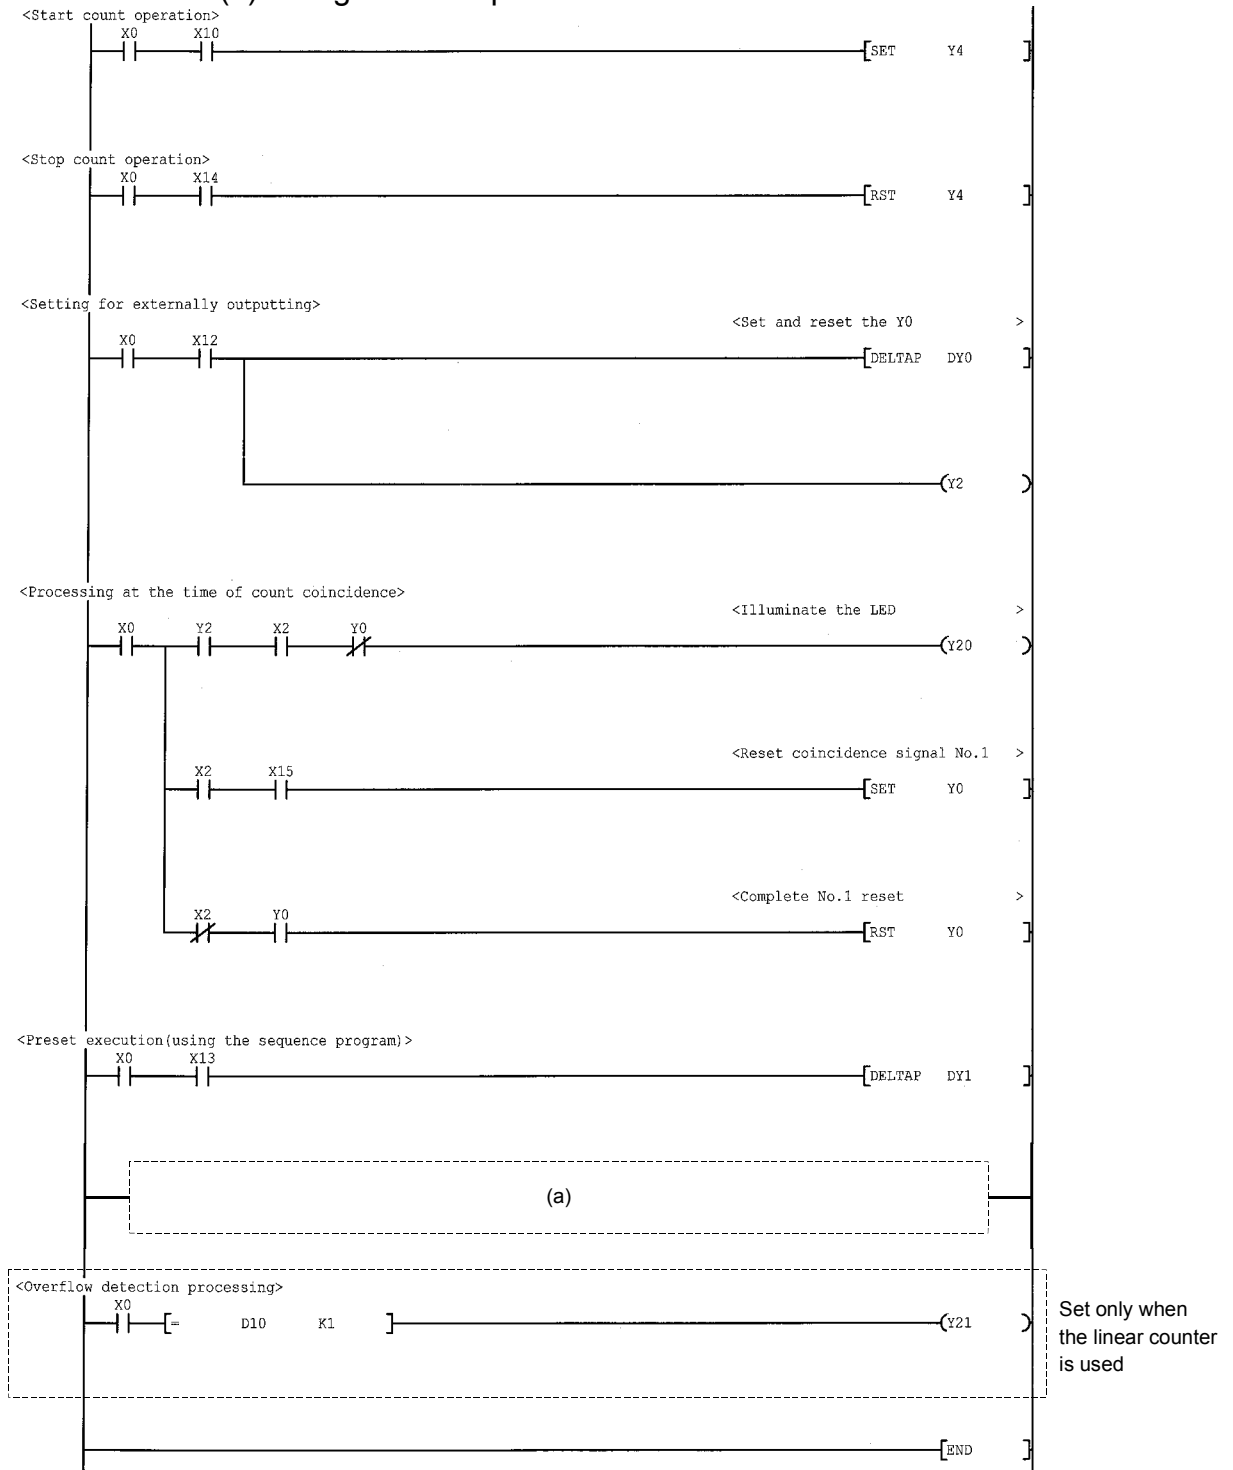 <Start count operation>
X0 X10
SET Y4
<Stop count operation>
X0 X14
RST Y4
<Setting for externally outputting>
<Set and reset the Y0 >
X0 X12
DELTAP DY0
Y2
<Processing at the time of count coincidence>
<Illuminate the LED >
X0 Y2 X2 Y0
Y20
<Reset coincidence signal No.1 >
X2 X15
SET Y0
<Complete No.1 reset >
X2 Y0
RST Y0
<Preset execution(using the sequence program)>
X0 X13
DELTAP DY1
(a)
<Overflow detection processing>
X0
= D10 K1
Y21
Set only when
the linear counter
is used
END